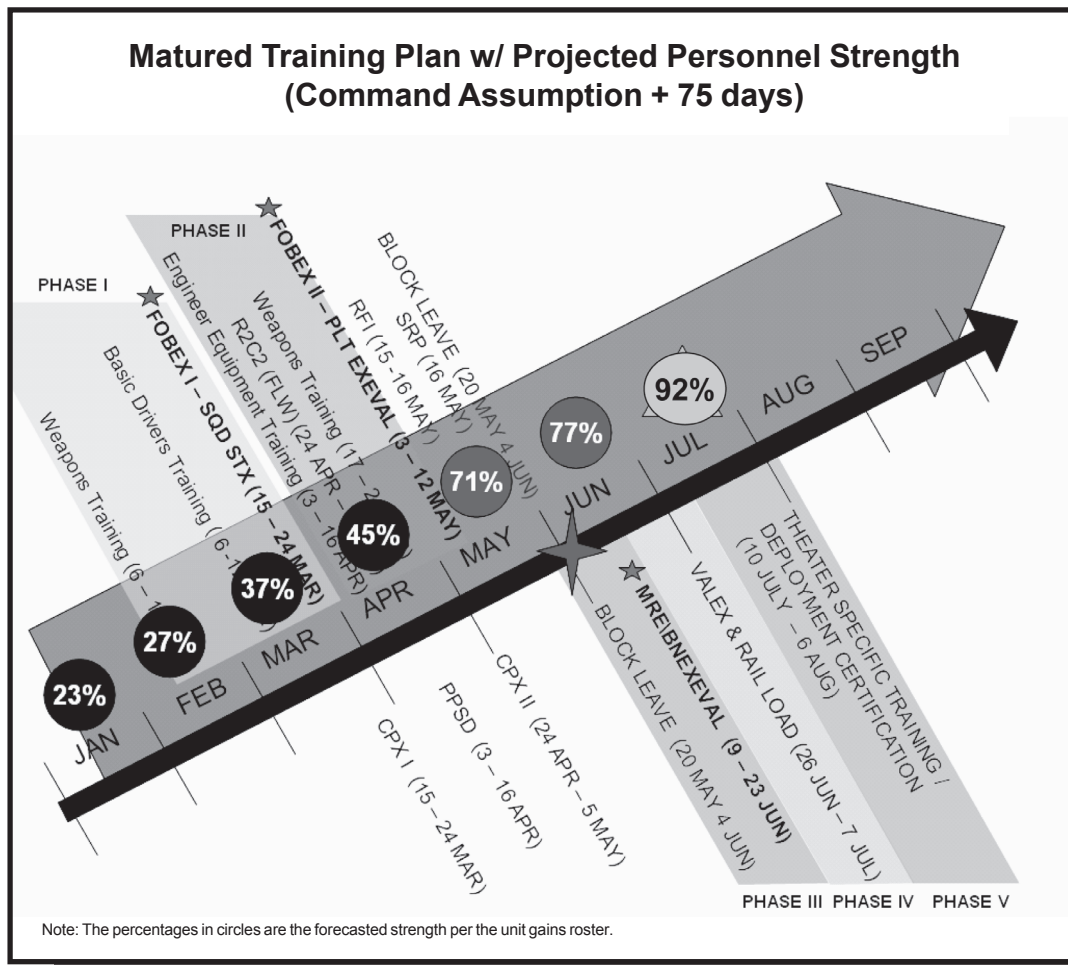 Matured Training Plan w/ Projected Personnel Strength
(Command Assumption + 75 days)
PHASE I
PHASE II
Weapons Training (6 – 1
Basic Drivers Training (6 -1
FOBEX I – SQD STX (15 – 24 MAR)
Engineer Equipment Training (3 – 16 APR)
R2C2 (FLW) (24 APR –
Weapons Training (17 – 2
FOBEX II – PLT EXEVAL (3 – 12 MAY)
RFI (15 -16 MAY)
SRP (16 MAY)
BLOCK LEAVE (20 MAY 4 JUN)
23%
27%
37%
45%
71%
77%
92%
JAN
FEB
MAR
APR
MAY
JUN
JUL
AUG
SEP
CPX I (15 – 24 MAR)
PPSD (3 – 16 APR)
CPX II (24 APR – 5 MAY)
BLOCK LEAVE (20 MAY 4 JUN)
MRE\BNEXEVAL (9 – 23 JUN)
VALEX & RAIL LOAD (26 JUN – 7 JUL)
THEATER SPECIFIC TRAINING /
DEPLOYMENT CERTIFICATION
(10 JULY – 6 AUG)
PHASE III PHASE IV PHASE V
Note: The percentages in circles are the forecasted strength per the unit gains roster.